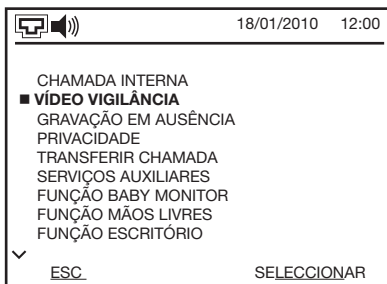 18/01/2010 12:00
CHAMADA INTERNA
VÍDEO VIGILÂNCIA
GRAVAÇÃO EM AUSÊNCIA
PRIVACIDADE
TRANSFERIR CHAMADA
SERVIÇOS AUXILIARES
FUNÇÃO BABY MONITOR
FUNÇÃO MÃOS LIVRES
FUNÇÃO ESCRITÓRIO
ESC SELECCIONAR